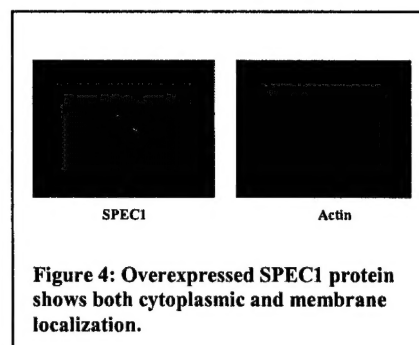 SPEC1 Actin
Figure 4: Overexpressed SPEC1 protein
shows both cytoplasmic and membrane
localization.